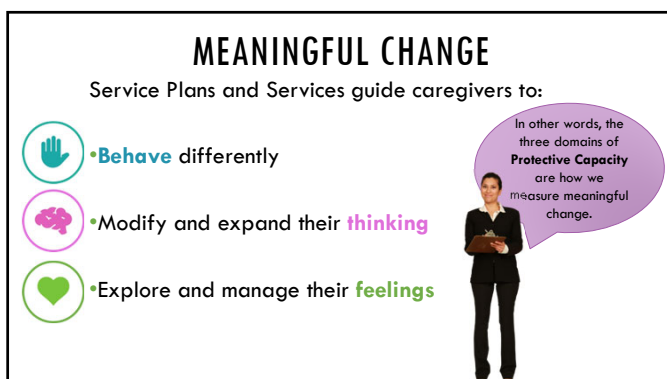 MEANINGFUL CHANGE
Service Plans and Services guide caregivers to:
•Behave differently
•Modify and expand their thinking
•Explore and manage their feelings
In other words, the
three domains of
Protective Capacity
are how we
measure meaningful
change.